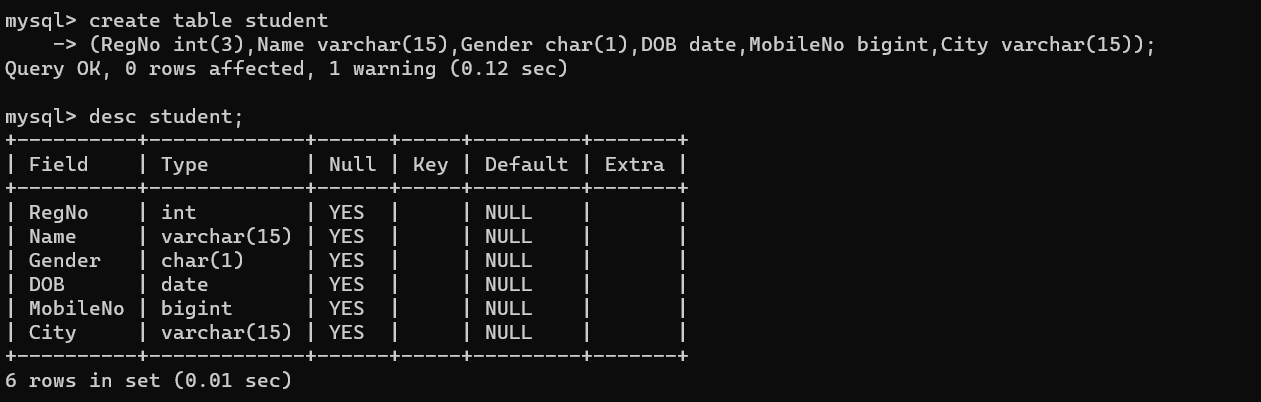 mysql> create table student
    -> (RegNo int(3),Name varchar(15),Gender char(1),DOB date,MobileNo bigint,City varchar(15));
Query OK, 0 rows affected, 1 warning (0.12 sec)

mysql> desc student;
+----------+-------------+------+-----+---------+-------+
| Field    | Type        | Null | Key | Default | Extra |
+----------+-------------+------+-----+---------+-------+
| RegNo    | int         | YES  |     | NULL    |       |
| Name     | varchar(15) | YES  |     | NULL    |       |
| Gender   | char(1)     | YES  |     | NULL    |       |
| DOB      | date        | YES  |     | NULL    |       |
| MobileNo | bigint      | YES  |     | NULL    |       |
| City     | varchar(15) | YES  |     | NULL    |       |
+----------+-------------+------+-----+---------+-------+
6 rows in set (0.01 sec)